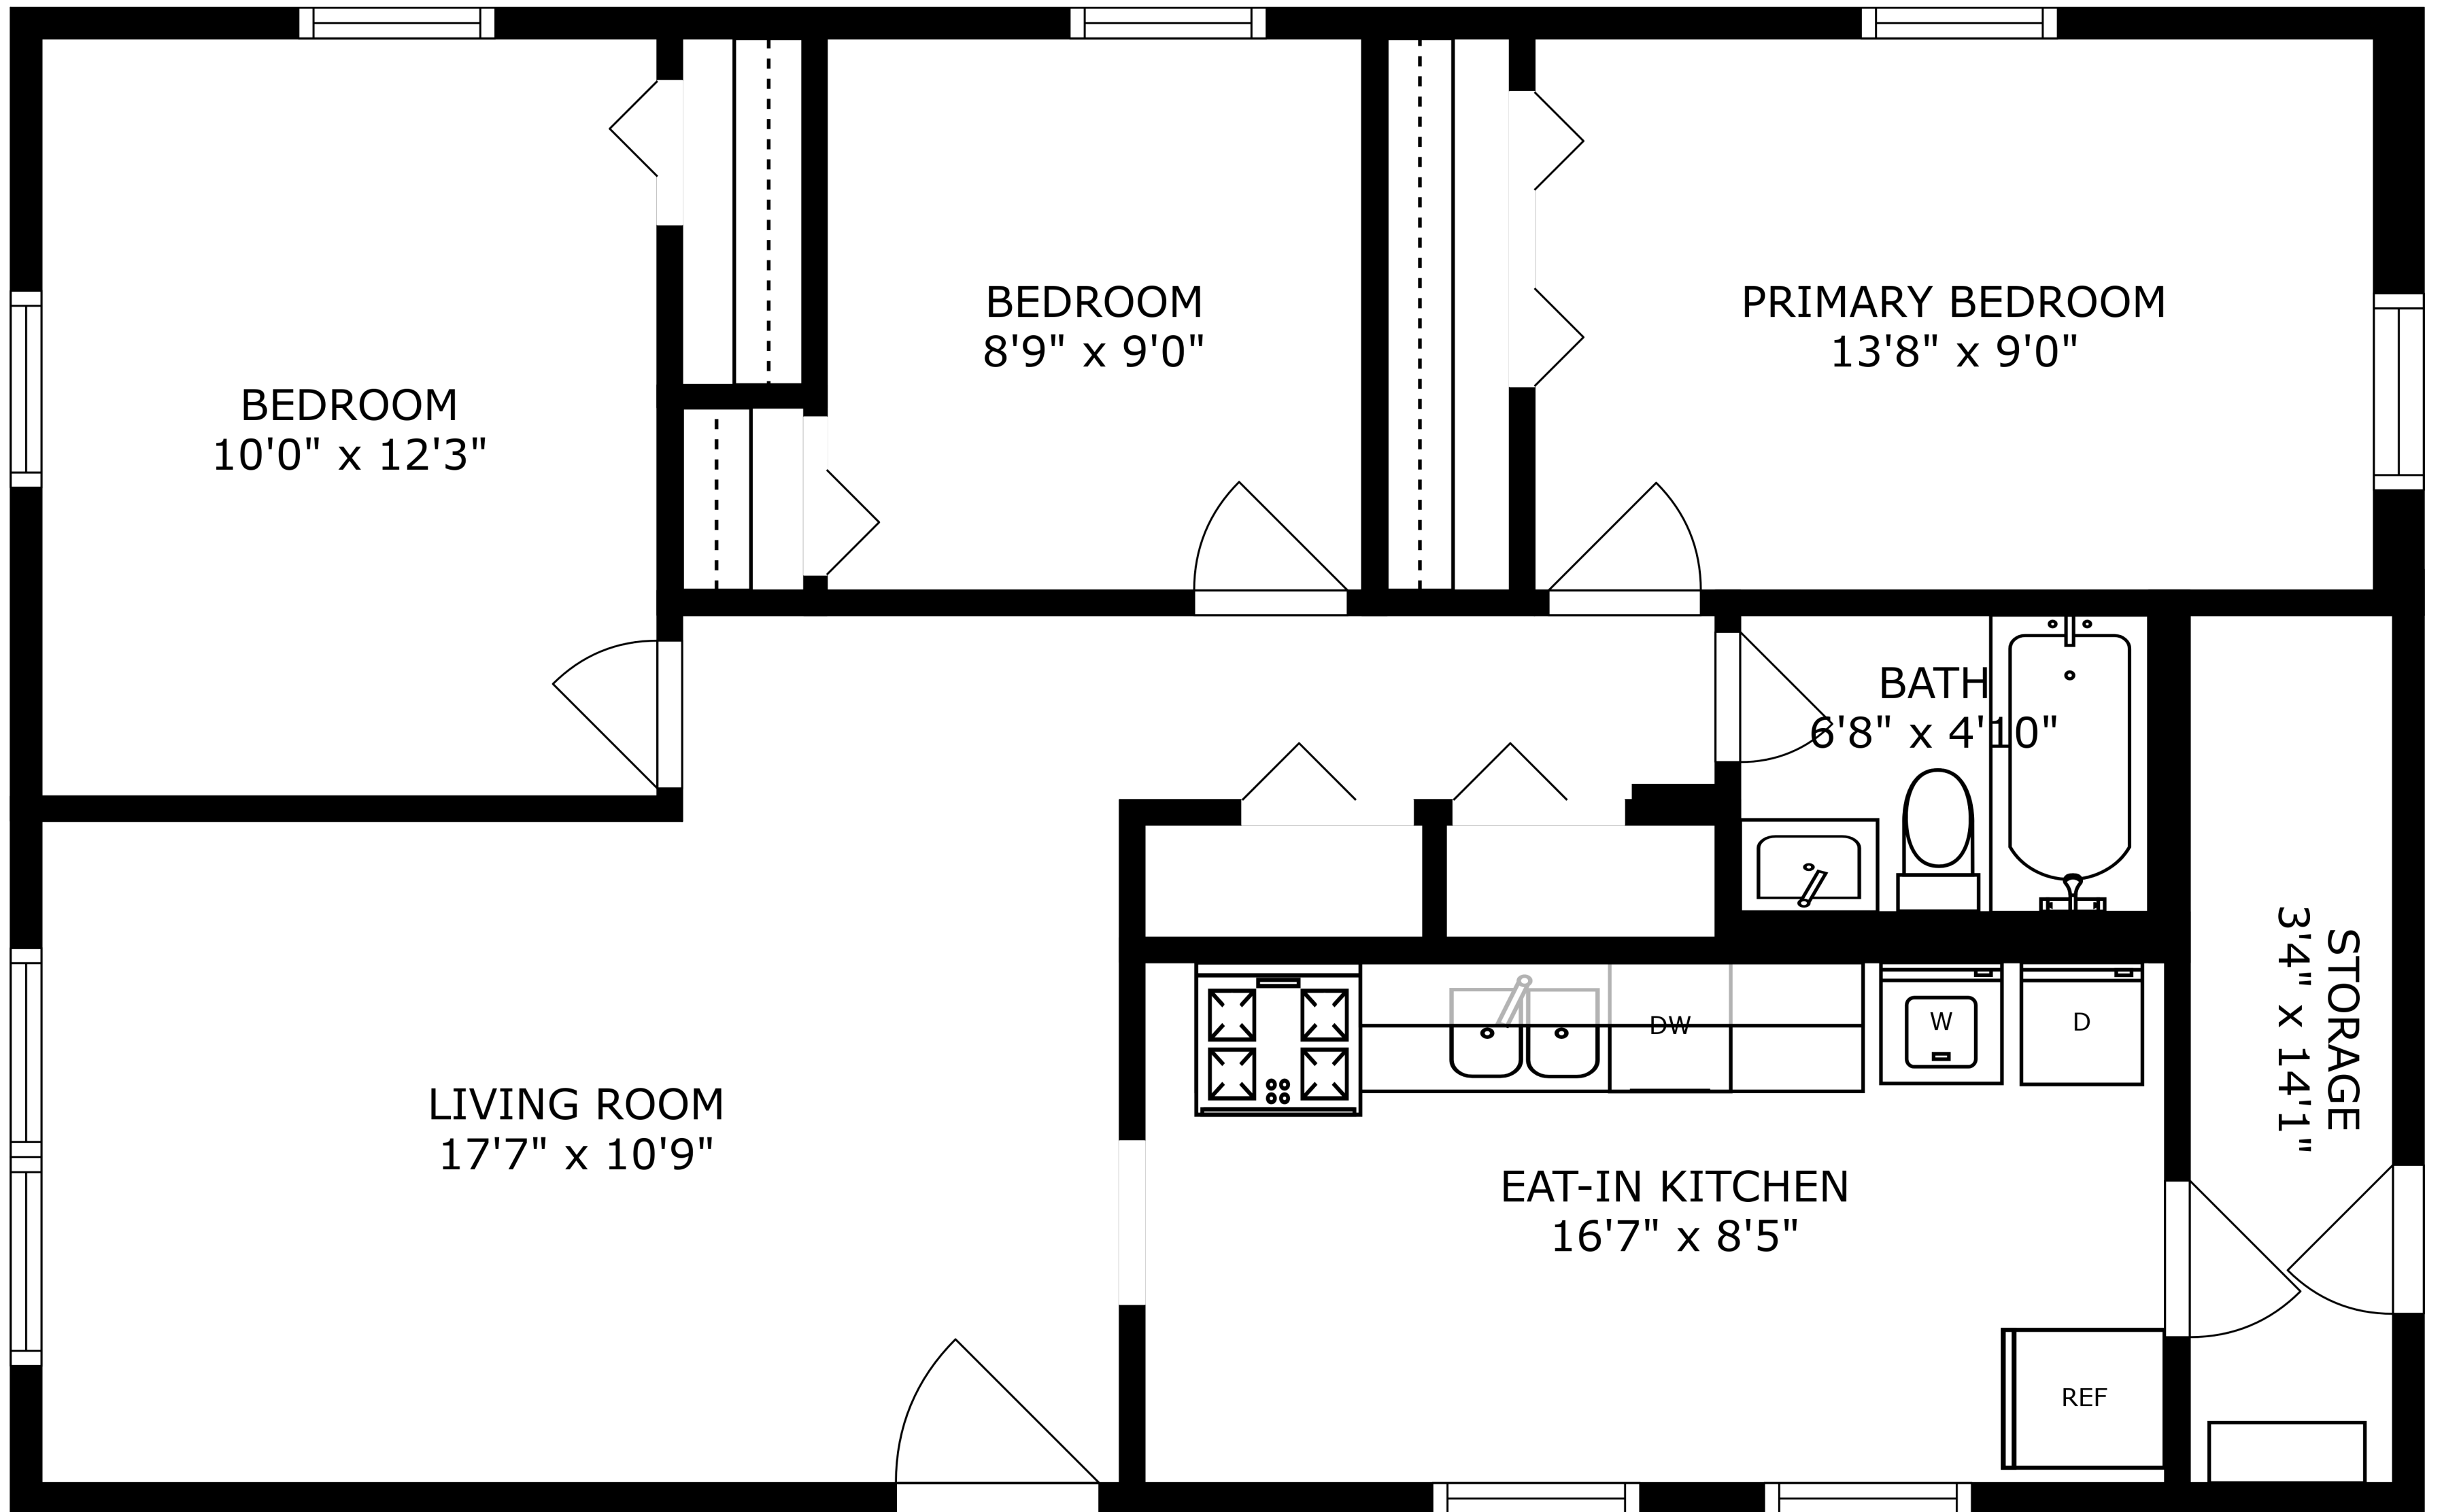 BEDROOM
10'0" x 12'3"
BEDROOM
8'9" x 9'0"
PRIMARY BEDROOM
13'8" x 9'0"
BATH
6'8" x 4'10"
STORAGE
3'4" x 14'1"
LIVING ROOM
17'7" x 10'9"
DW
W
D
EAT-IN KITCHEN
16'7" x 8'5"
REF